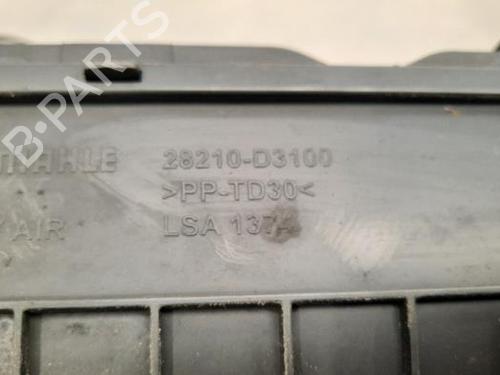 MAHLE 28210-D3100
>PP-TD30<
AIR LSA 137
B-PARTS